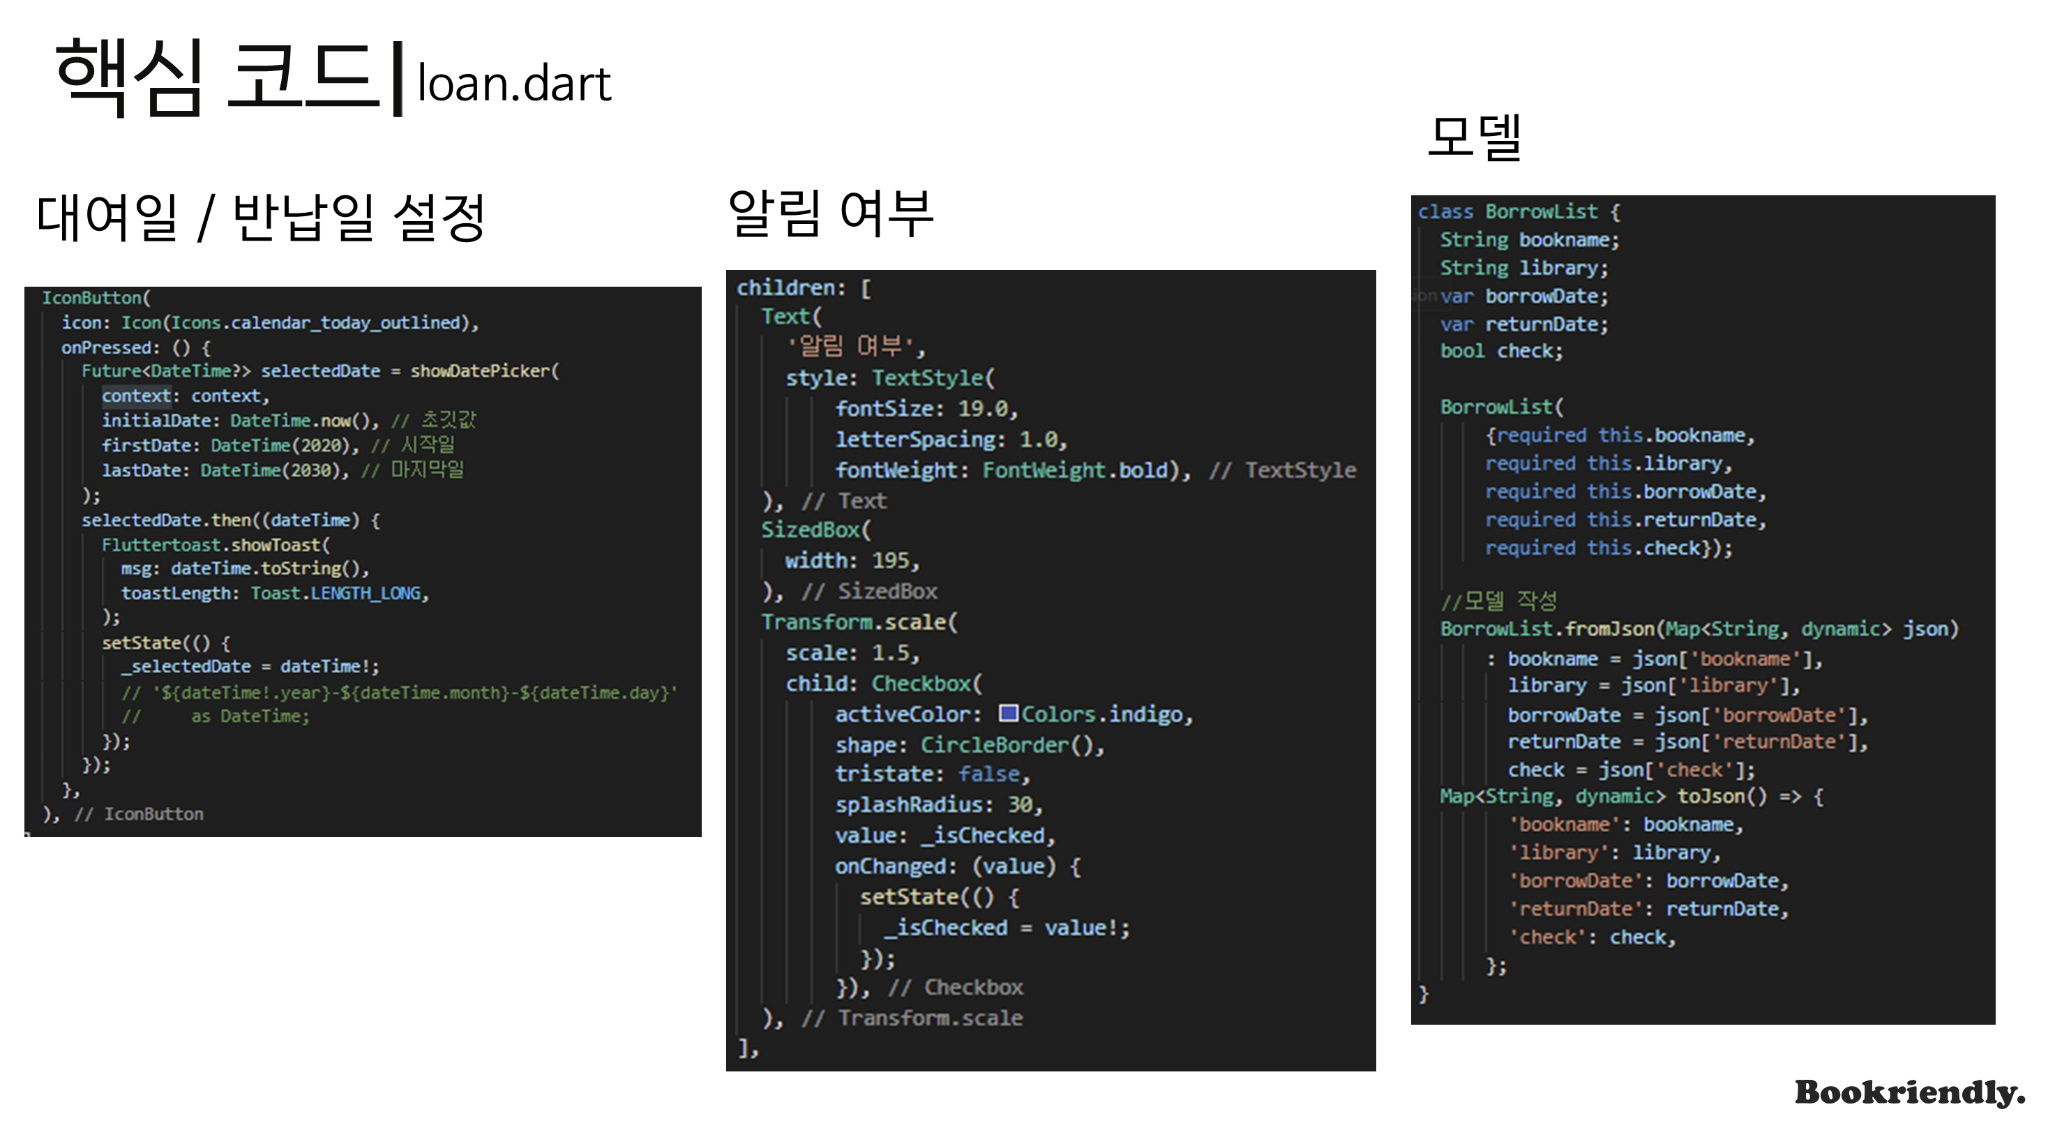 핵심 코드| loan.dart
대여일 / 반납일 설정
IconButton(
icon: Icon(Icons.calendar_today_outlined),
onPressed: () {
Future<DateTime?> selectedDate = showDatePicker(
context: context,
initialDate: DateTime.now(), // 초깃값
firstDate: DateTime(2020), // 시작일
lastDate: DateTime(2030), // 마지막일
);
selectedDate.then((dateTime) {
Fluttertoast.showToast(
msg: dateTime.toString(),
toastLength: Toast.LENGTH_LONG,
);
setState(() {
_selectedDate = dateTime!;
// '${dateTime!.year}-${dateTime.month}-${dateTime.day}'
// as DateTime;
});
});
},
), // IconButton
알림 여부
children: [
Text(
'알림 여부',
style: TextStyle(
fontSize: 19.0,
letterSpacing: 1.0,
fontWeight: FontWeight.bold), // TextStyle
), // Text
SizedBox(
width: 195,
), // SizedBox
Transform.scale(
scale: 1.5,
child: Checkbox(
activeColor: Colors.indigo,
shape: CircleBorder(),
tristate: false,
splashRadius: 30,
value: _isChecked,
onChanged: (value) {
setState(() {
_isChecked = value!;
});
}), // Checkbox
), // Transform.scale
],
모델
class BorrowList {
String bookname;
String library;
var borrowDate;
var returnDate;
bool check;
BorrowList(
{required this.bookname,
required this.library,
required this.borrowDate,
required this.returnDate,
required this.check});
//모델 작성
BorrowList.fromJson(Map<String, dynamic> json)
: bookname = json['bookname'],
library = json['library'],
borrowDate = json['borrowDate'],
returnDate = json['returnDate'],
check = json['check'];
Map<String, dynamic> toJson() => {
'bookname': bookname,
'library': library,
'borrowDate': borrowDate,
'returnDate': returnDate,
'check': check,
};
}
Bookriendly.